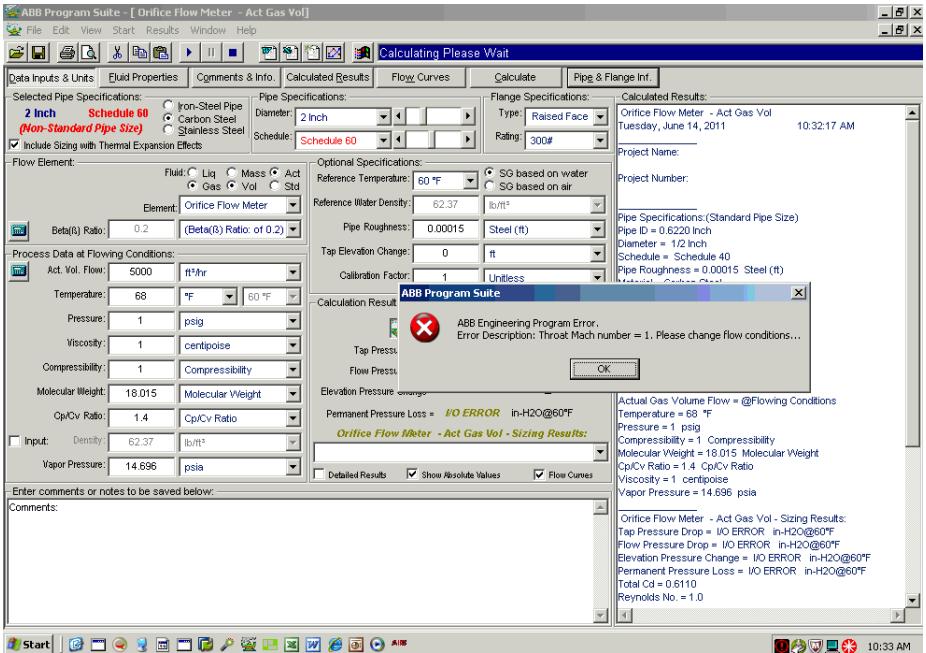 ABB Program Suite - [ Orifice Flow Meter - Act Gas Vol]
File Edit View Start Results Window Help
Calculating Please Wait
Data Inputs & Units
Fluid Properties
Comments & Info.
Calculated Results
Flow Curves
Calculate
Pipe & Flange Inf.
Selected Pipe Specifications:
2 Inch Schedule 60
(Non-Standard Pipe Size)
Include Sizing with Thermal Expansion Effects
Iron-Steel Pipe
Carbon Steel
Stainless Steel
Pipe Specifications:
Diameter: 2 Inch
Schedule: Schedule 60
Flange Specifications:
Type: Raised Face
Rating: 300#
Flow Element:
Fluid: Liq Mass Act
Gas Vol Std
Element: Orifice Flow Meter
Beta(ß) Ratio: 0.2 (Beta(ß) Ratio: of 0.2)
Process Data at Flowing Conditions:
Act. Vol. Flow: 5000 ft³/hr
Temperature: 68 °F 60 °F
Pressure: 1 psig
Viscosity: 1 centipoise
Compressibility: 1 Compressibility
Molecular Weight: 18.015 Molecular Weight
Cp/Cv Ratio: 1.4 Cp/Cv Ratio
Input: Density: 62.37 lb/ft³
Vapor Pressure: 14.696 psia
Optional Specifications:
Reference Temperature: 60 °F
SG based on water
SG based on air
Reference Water Density: 62.37 lb/ft³
Pipe Roughness: 0.00015 Steel (ft)
Tap Elevation Change: 0 ft
Calibration Factor: 1 Unitless
Calculation Result
Tap Pressu
Flow Pressu
Elevation Pressure Change
Permanent Pressure Loss = I/O ERROR in-H2O@60°F
Orifice Flow Meter - Act Gas Vol - Sizing Results:
Detailed Results
Show Absolute Values
Flow Curves
ABB Program Suite
ABB Engineering Program Error.
Error Description: Throat Mach number = 1. Please change flow conditions...
OK
Enter comments or notes to be saved below:
Comments:
Calculated Results:
Orifice Flow Meter - Act Gas Vol
Tuesday, June 14, 2011 10:32:17 AM
Project Name:
Project Number:
Pipe Specifications:(Standard Pipe Size)
Pipe ID = 0.6220 Inch
Diameter = 1/2 Inch
Schedule = Schedule 40
Pipe Roughness = 0.00015 Steel (ft)
Material = Carbon Steel
Actual Gas Volume Flow = @Flowing Conditions
Temperature = 68 °F
Pressure = 1 psig
Compressibility = 1 Compressibility
Molecular Weight = 18.015 Molecular Weight
Cp/Cv Ratio = 1.4 Cp/Cv Ratio
Viscosity = 1 centipoise
Vapor Pressure = 14.696 psia
Orifice Flow Meter - Act Gas Vol - Sizing Results:
Tap Pressure Drop = I/O ERROR in-H2O@60°F
Flow Pressure Drop = I/O ERROR in-H2O@60°F
Elevation Pressure Change = I/O ERROR in-H2O@60°F
Permanent Pressure Loss = I/O ERROR in-H2O@60°F
Total Cd = 0.6110
Reynolds No. = 1.0
Start
10:33 AM